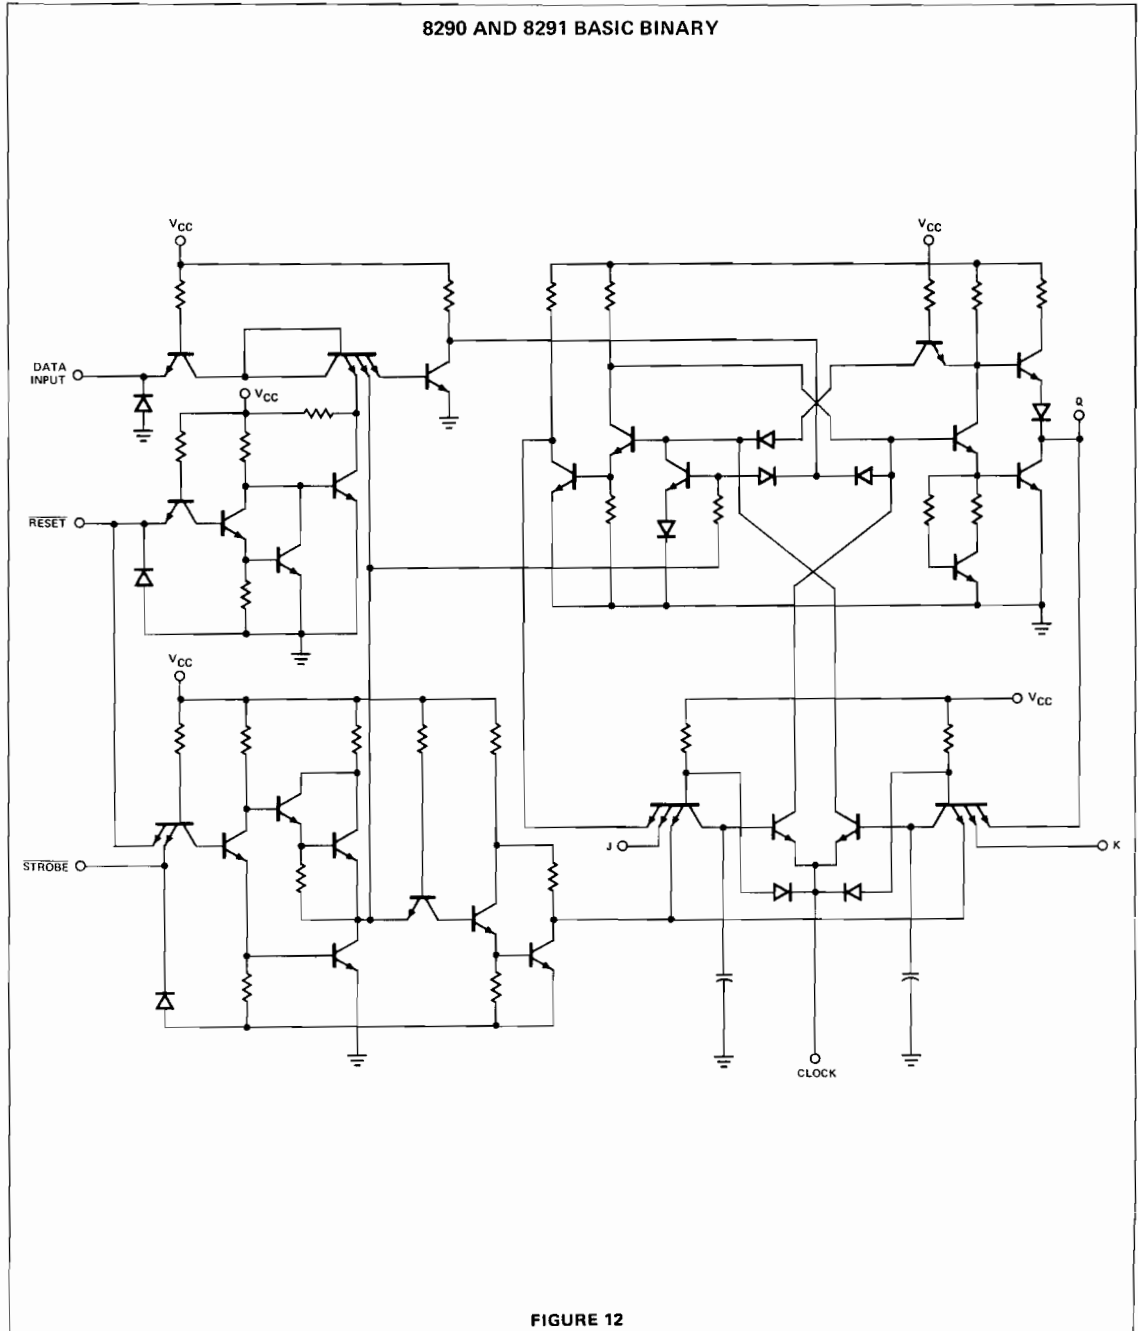 8290 AND 8291 BASIC BINARY
VCC
VCC
DATA
INPUT
VCC
Q
RESET
VCC
VCC
J
K
STROBE
CLOCK
FIGURE 12